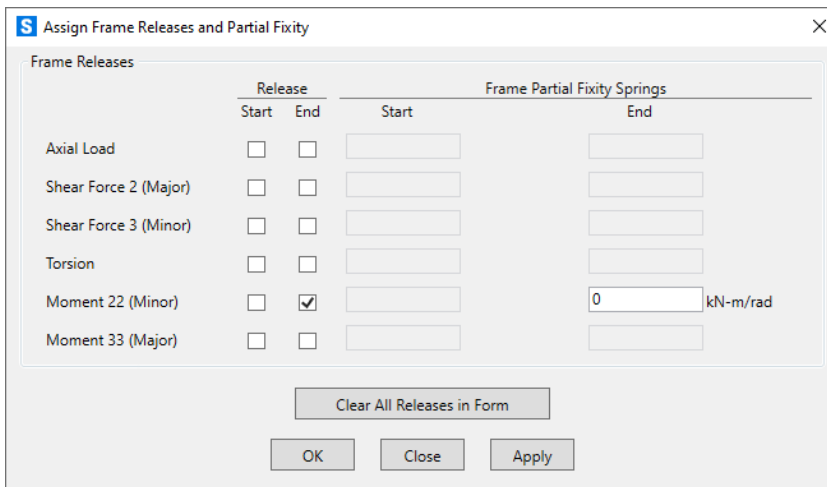 S Assign Frame Releases and Partial Fixity
Frame Releases
Release Frame Partial Fixity Springs
Start End Start End
Axial Load
Shear Force 2 (Major)
Shear Force 3 (Minor)
Torsion
Moment 22 (Minor) 0 kN-m/rad
Moment 33 (Major)
Clear All Releases in Form
OK Close Apply